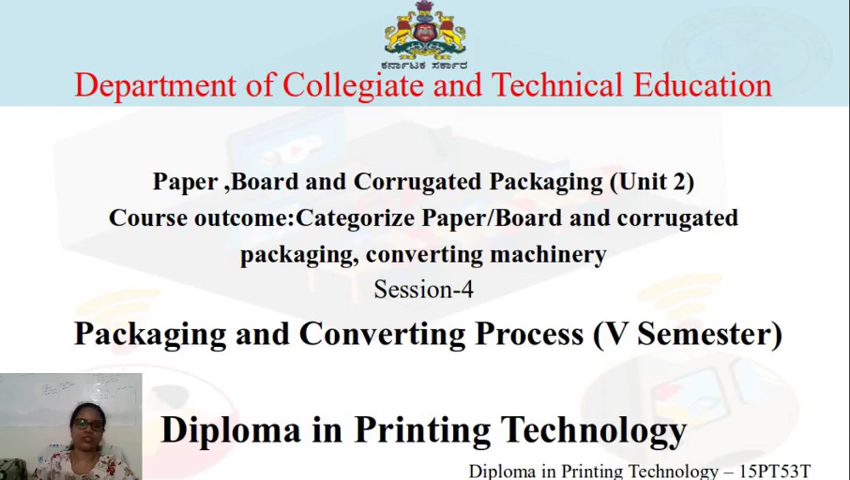 ಕರ್ನಾಟಕ ಸರ್ಕಾರ
Department of Collegiate and Technical Education
Paper ,Board and Corrugated Packaging (Unit 2)
Course outcome:Categorize Paper/Board and corrugated
packaging, converting machinery
Session-4
Packaging and Converting Process (V Semester)
Diploma in Printing Technology
Diploma in Printing Technology – 15PT53T